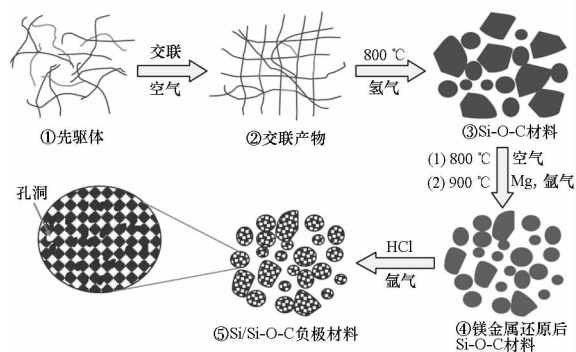 交联
空气
800 ℃
氢气
①先驱体
②交联产物
③Si-O-C材料
(1) 800 ℃ 空气
(2) 900 ℃ Mg, 氩气
孔洞
HCl
氩气
⑤Si/Si-O-C负极材料
④镁金属还原后
Si-O-C材料